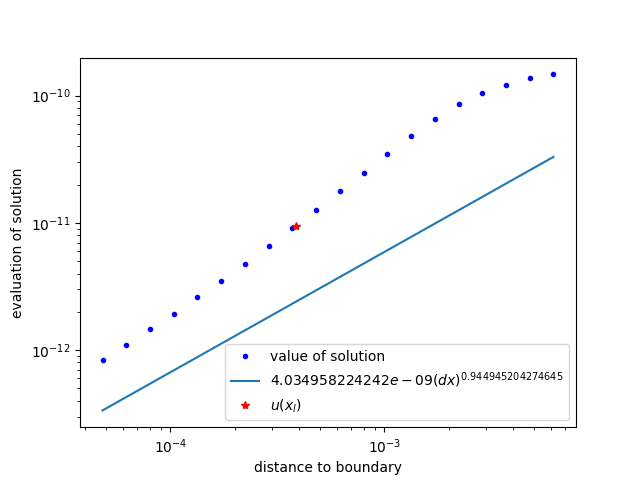 evaluation of solution
10⁻¹⁰
10⁻¹¹
10⁻¹²
value of solution
4.034958224242e − 09(dx)^0.944945204274645
u(x_l)
10⁻⁴
10⁻³
distance to boundary